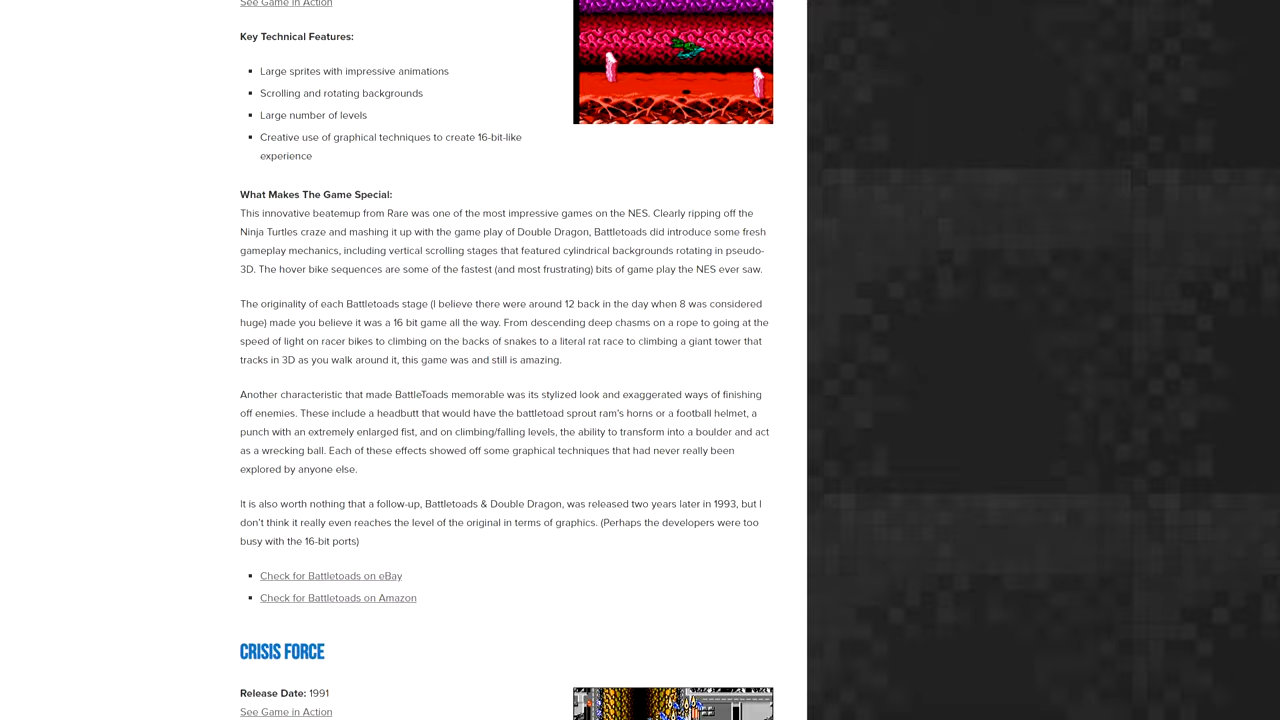 See Game in Action
Key Technical Features:
Large sprites with impressive animations
Scrolling and rotating backgrounds
Large number of levels
Creative use of graphical techniques to create 16-bit-like
experience
What Makes The Game Special:
This innovative beatemup from Rare was one of the most impressive games on the NES. Clearly ripping off the
Ninja Turtles craze and mashing it up with the game play of Double Dragon, Battletoads did introduce some fresh
gameplay mechanics, including vertical scrolling stages that featured cylindrical backgrounds rotating in pseudo-
3D. The hover bike sequences are some of the fastest (and most frustrating) bits of game play the NES ever saw.
The originality of each Battletoads stage (I believe there were around 12 back in the day when 8 was considered
huge) made you believe it was a 16 bit game all the way. From descending deep chasms on a rope to going at the
speed of light on racer bikes to climbing on the backs of snakes to a literal rat race to climbing a giant tower that
tracks in 3D as you walk around it, this game was and still is amazing.
Another characteristic that made BattleToads memorable was its stylized look and exaggerated ways of finishing
off enemies. These include a headbutt that would have the battletoad sprout ram's horns or a football helmet, a
punch with an extremely enlarged fist, and on climbing/falling levels, the ability to transform into a boulder and act
as a wrecking ball. Each of these effects showed off some graphical techniques that had never really been
explored by anyone else.
It is also worth nothing that a follow-up, Battletoads & Double Dragon, was released two years later in 1993, but I
don't think it really even reaches the level of the original in terms of graphics. (Perhaps the developers were too
busy with the 16-bit ports)
Check for Battletoads on eBay
Check for Battletoads on Amazon
CRISIS FORCE
Release Date: 1991
See Game in Action